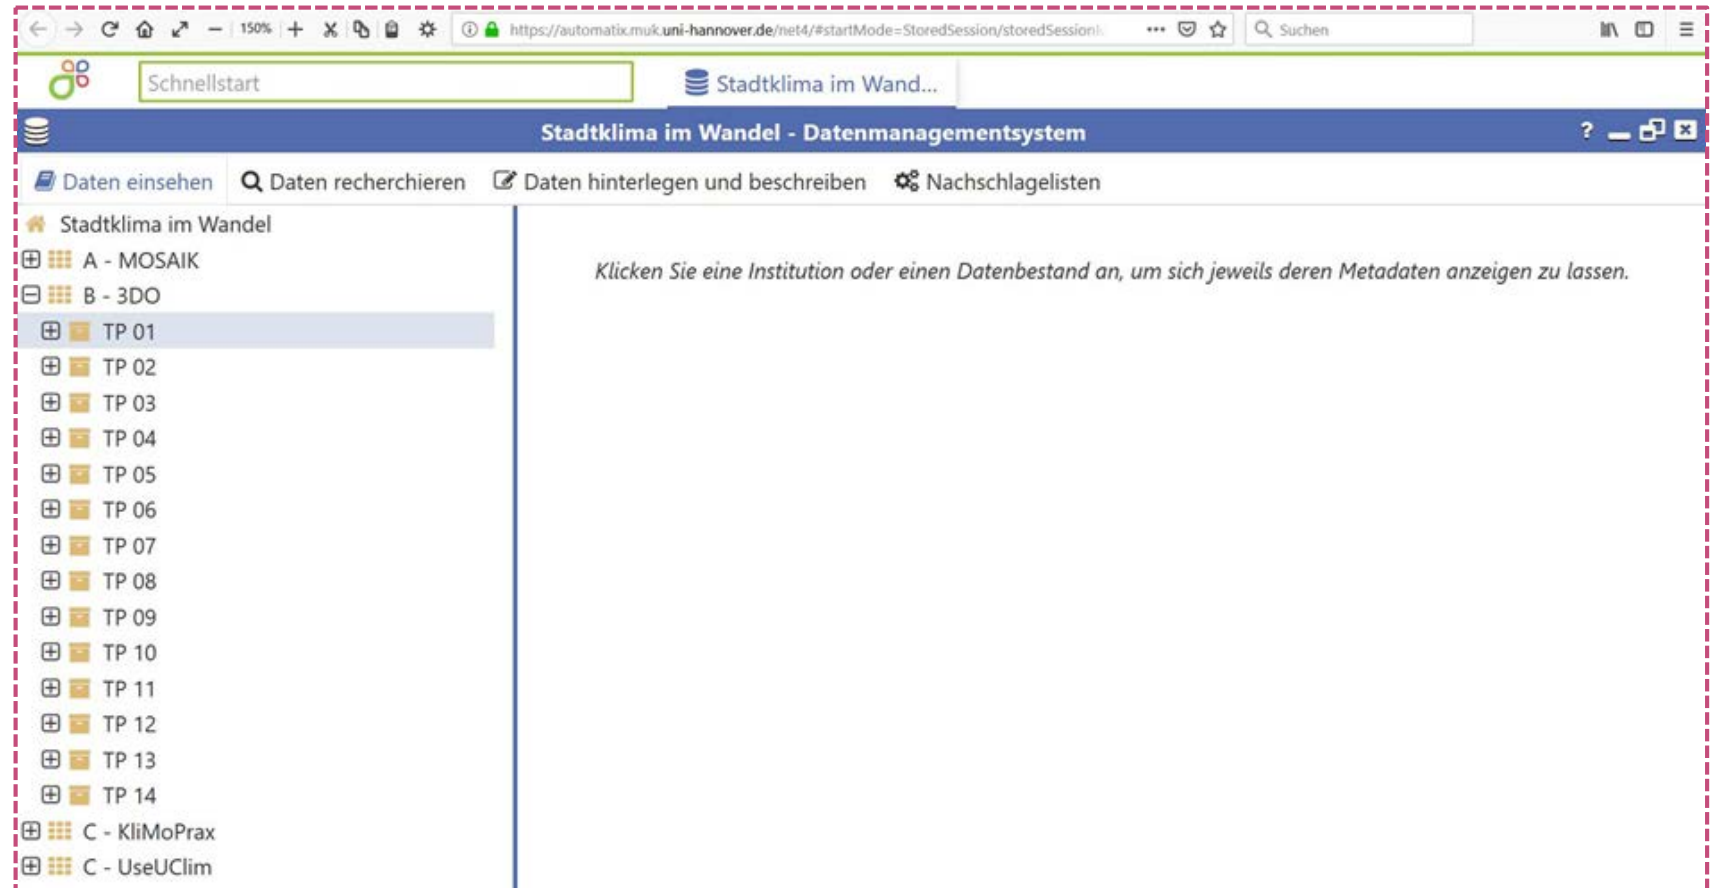 150%
https://automatix.muk.uni-hannover.de/net4/#startMode=StoredSession/storedSession
Suchen
Schnellstart
Stadtklima im Wand...
Stadtklima im Wandel - Datenmanagementsystem
?
Daten einsehen Daten recherchieren Daten hinterlegen und beschreiben Nachschlagelisten
Stadtklima im Wandel
A - MOSAIK
Klicken Sie eine Institution oder einen Datenbestand an, um sich jeweils deren Metadaten anzeigen zu lassen.
B - 3DO
TP 01
TP 02
TP 03
TP 04
TP 05
TP 06
TP 07
TP 08
TP 09
TP 10
TP 11
TP 12
TP 13
TP 14
C - KliMoPrax
C - UseUClim